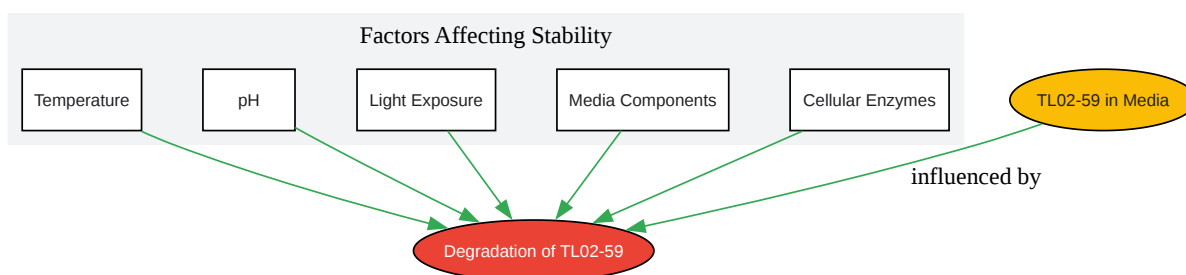 Factors Affecting Stability
Temperature
pH
Light Exposure
Media Components
Cellular Enzymes
TL02-59 in Media
influenced by
Degradation of TL02-59